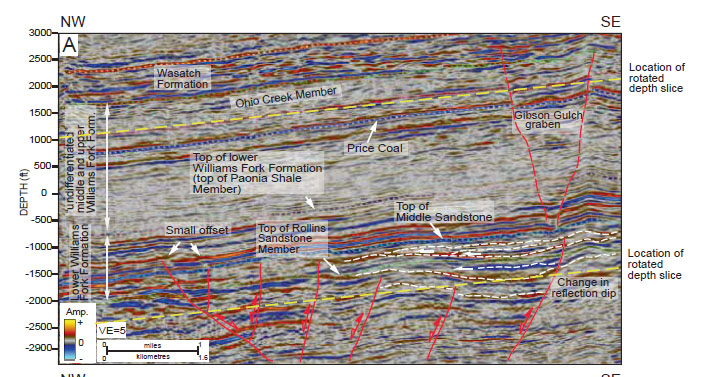 NW
SE
A
3000
2500
2000
1500
1000
500
0
-500
-1000
-1500
-2000
-2500
-2900
DEPTH (ft)
Wasatch
Formation
Ohio Creek Member
Location of
rotated
depth slice
Gibson Gulch
graben
Price Coal
undifferentiated
middle and upper
Williams Fork Form.
Top of lower
Williams Fork Formation
(top of Paonia Shale
Member)
Top of
Middle Sandstone
Small offset
Top of Rollins
Sandstone
Member
Lower Williams
Fork Formation
Location of
rotated
depth slice
Change in
reflection dip
Amp.
+
0
-
VE=5
0 miles 1
0 kilometres 1.6